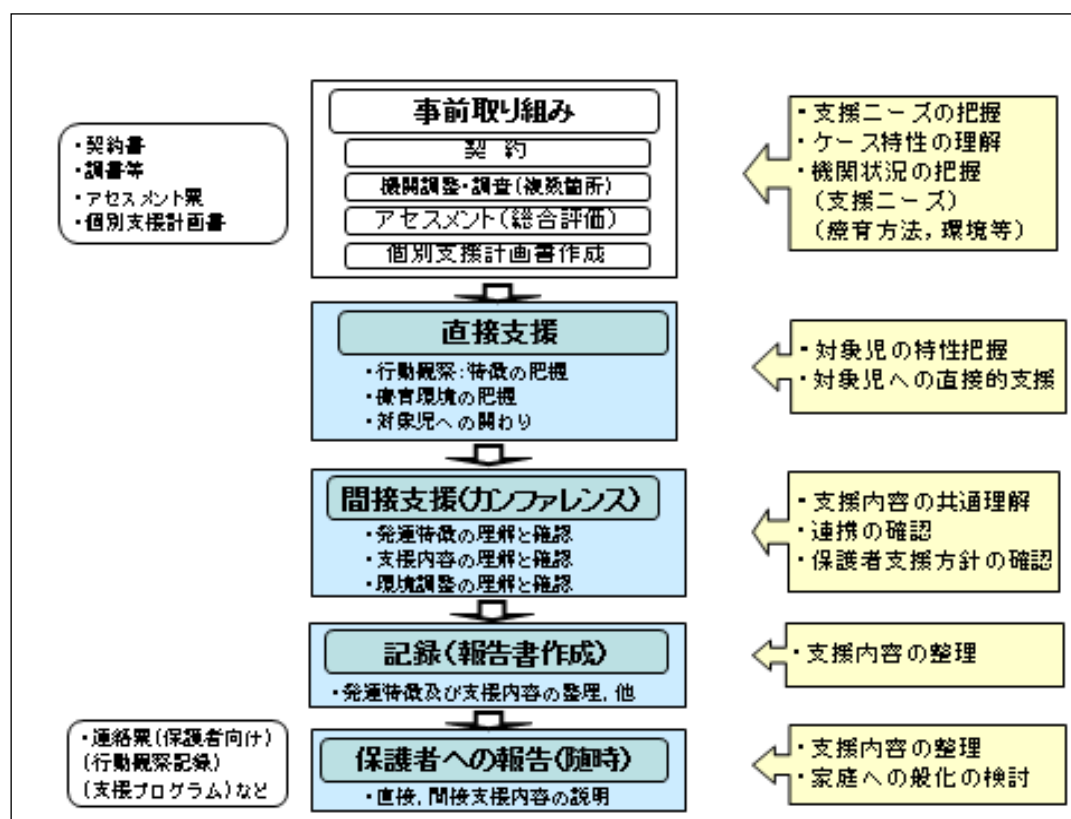 事前取り組み
契 約
機関調整・調査(複数箇所)
アセスメント(総合評価)
個別支援計画書作成
・契約書
・調書等
・アセスメント票
・個別支援計画書
・支援ニーズの把握
・ケース特性の理解
・機関状況の把握
(支援ニーズ)
(療育方法,環境等)
直接支援
・行動観察:特徴の把握
・療育環境の把握
・対象児への関わり
・対象児の特性把握
・対象児への直接的支援
間接支援(カンファレンス)
・発達特徴の理解と確認
・支援内容の理解と確認
・環境調整の理解と確認
・支援内容の共通理解
・連携の確認
・保護者支援方針の確認
記録(報告書作成)
・発達特徴及び支援内容の整理,他
・支援内容の整理
保護者への報告(随時)
・直接,間接支援内容の説明
・連絡票(保護者向け)
(行動観察記録)
(支援プログラム)など
・支援内容の整理
・家庭への般化の検討